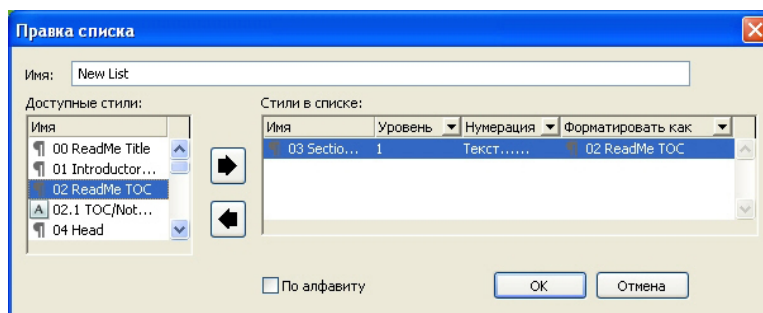 Правка списка
Имя: New List
Доступные стили:
Имя
00 ReadMe Title
01 Introductor...
02 ReadMe TOC
A 02.1 TOC/Not...
04 Head
Стили в списке:
Имя Уровень Нумерация Форматировать как
03 Sectio... 1 Текст...... 02 ReadMe TOC
По алфавиту
OK Отмена